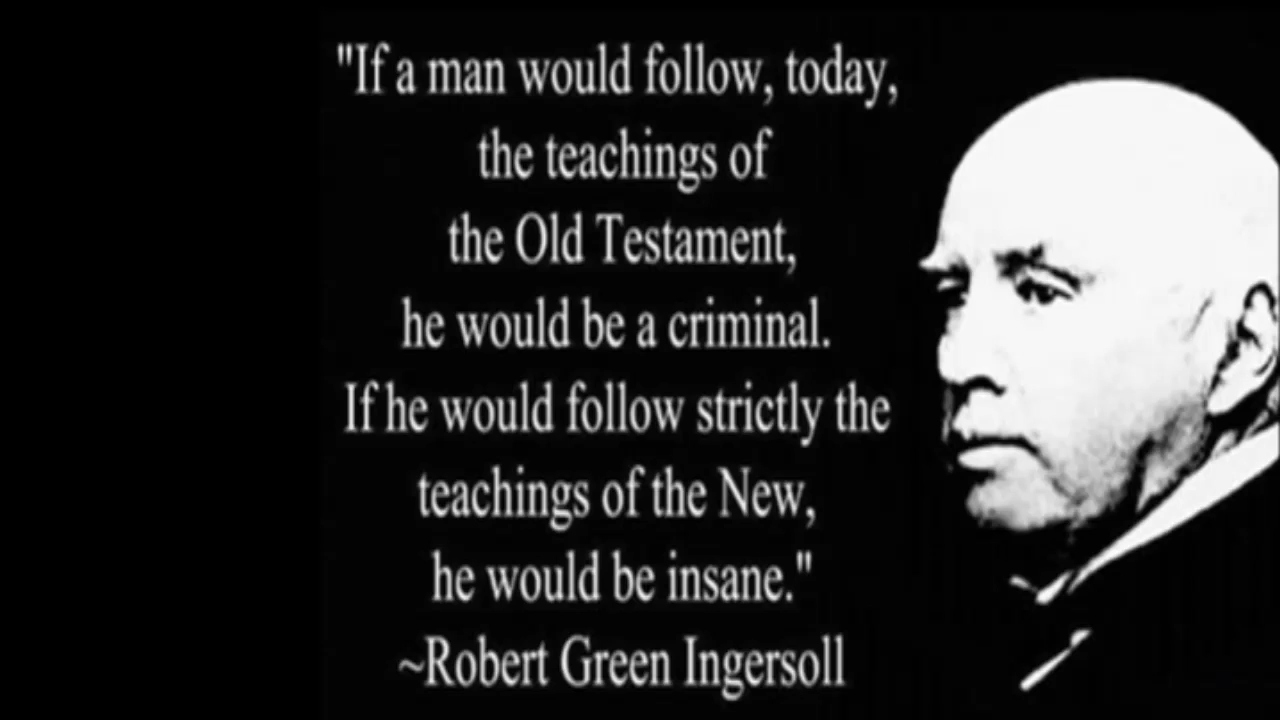 "If a man would follow, today,
the teachings of
the Old Testament,
he would be a criminal.
If he would follow strictly the
teachings of the New,
he would be insane."
~Robert Green Ingersoll